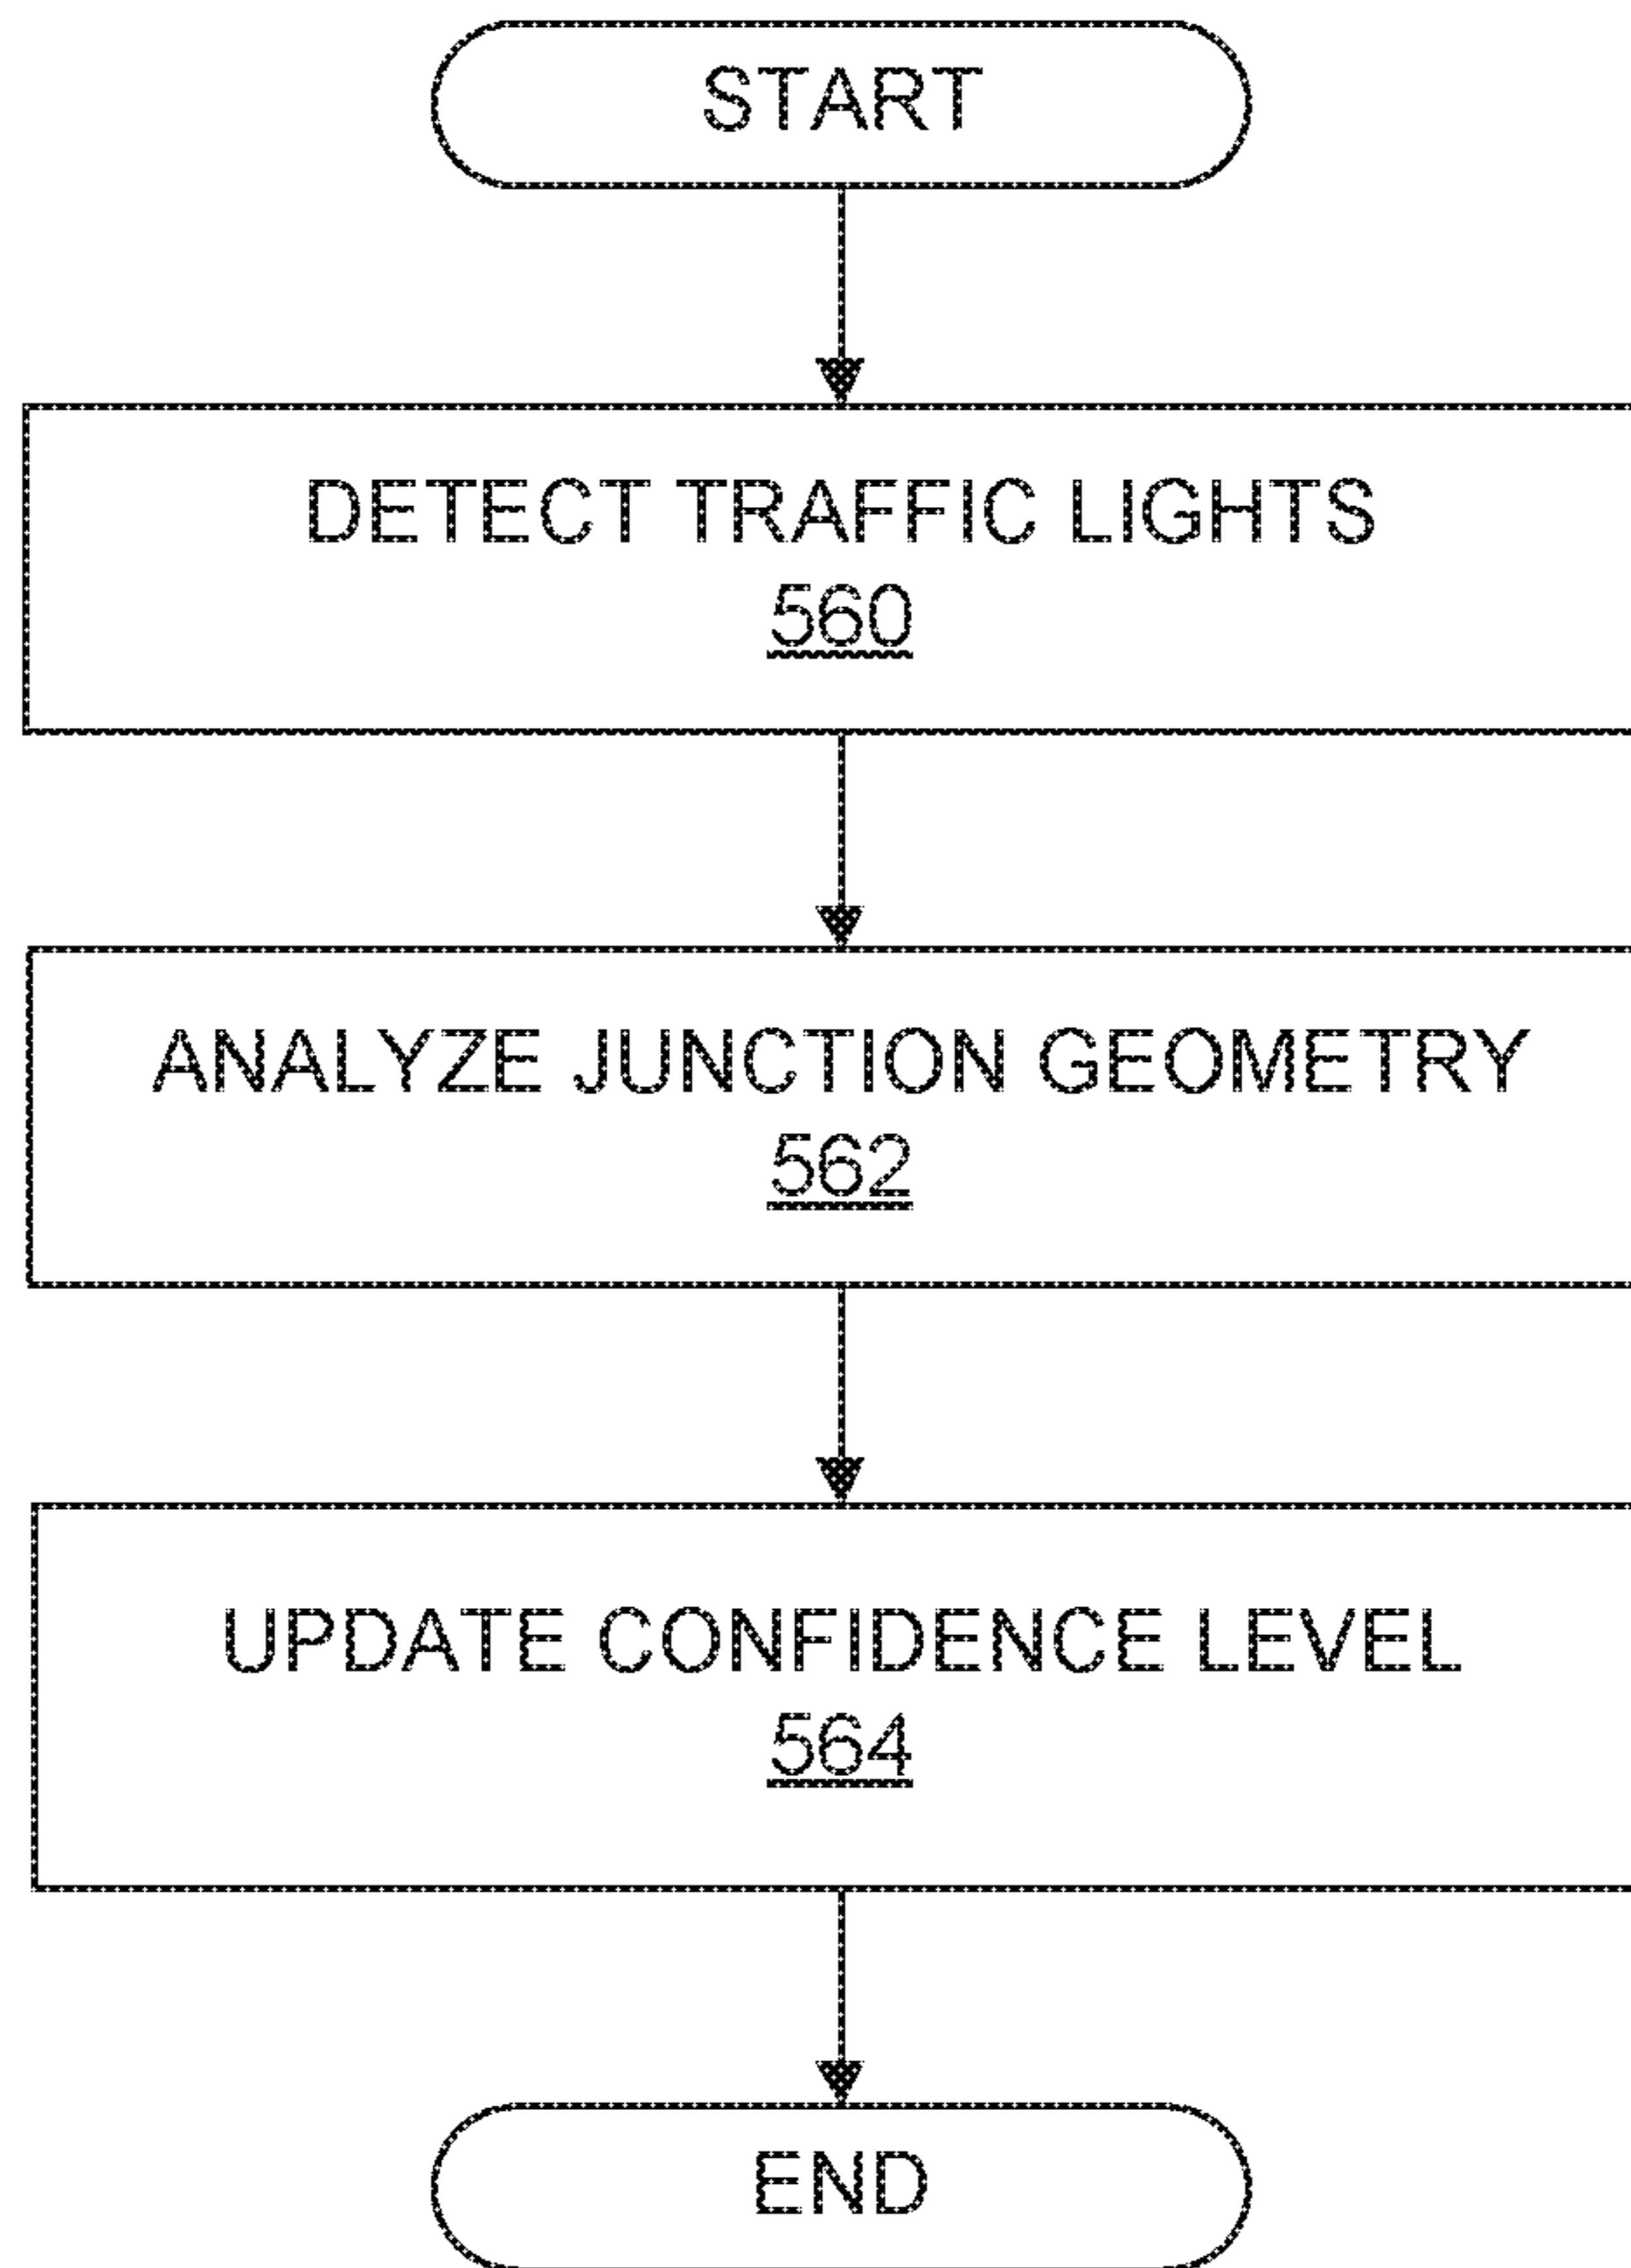 START
DETECT TRAFFIC LIGHTS
560
ANALYZE JUNCTION GEOMETRY
562
UPDATE CONFIDENCE LEVEL
564
END